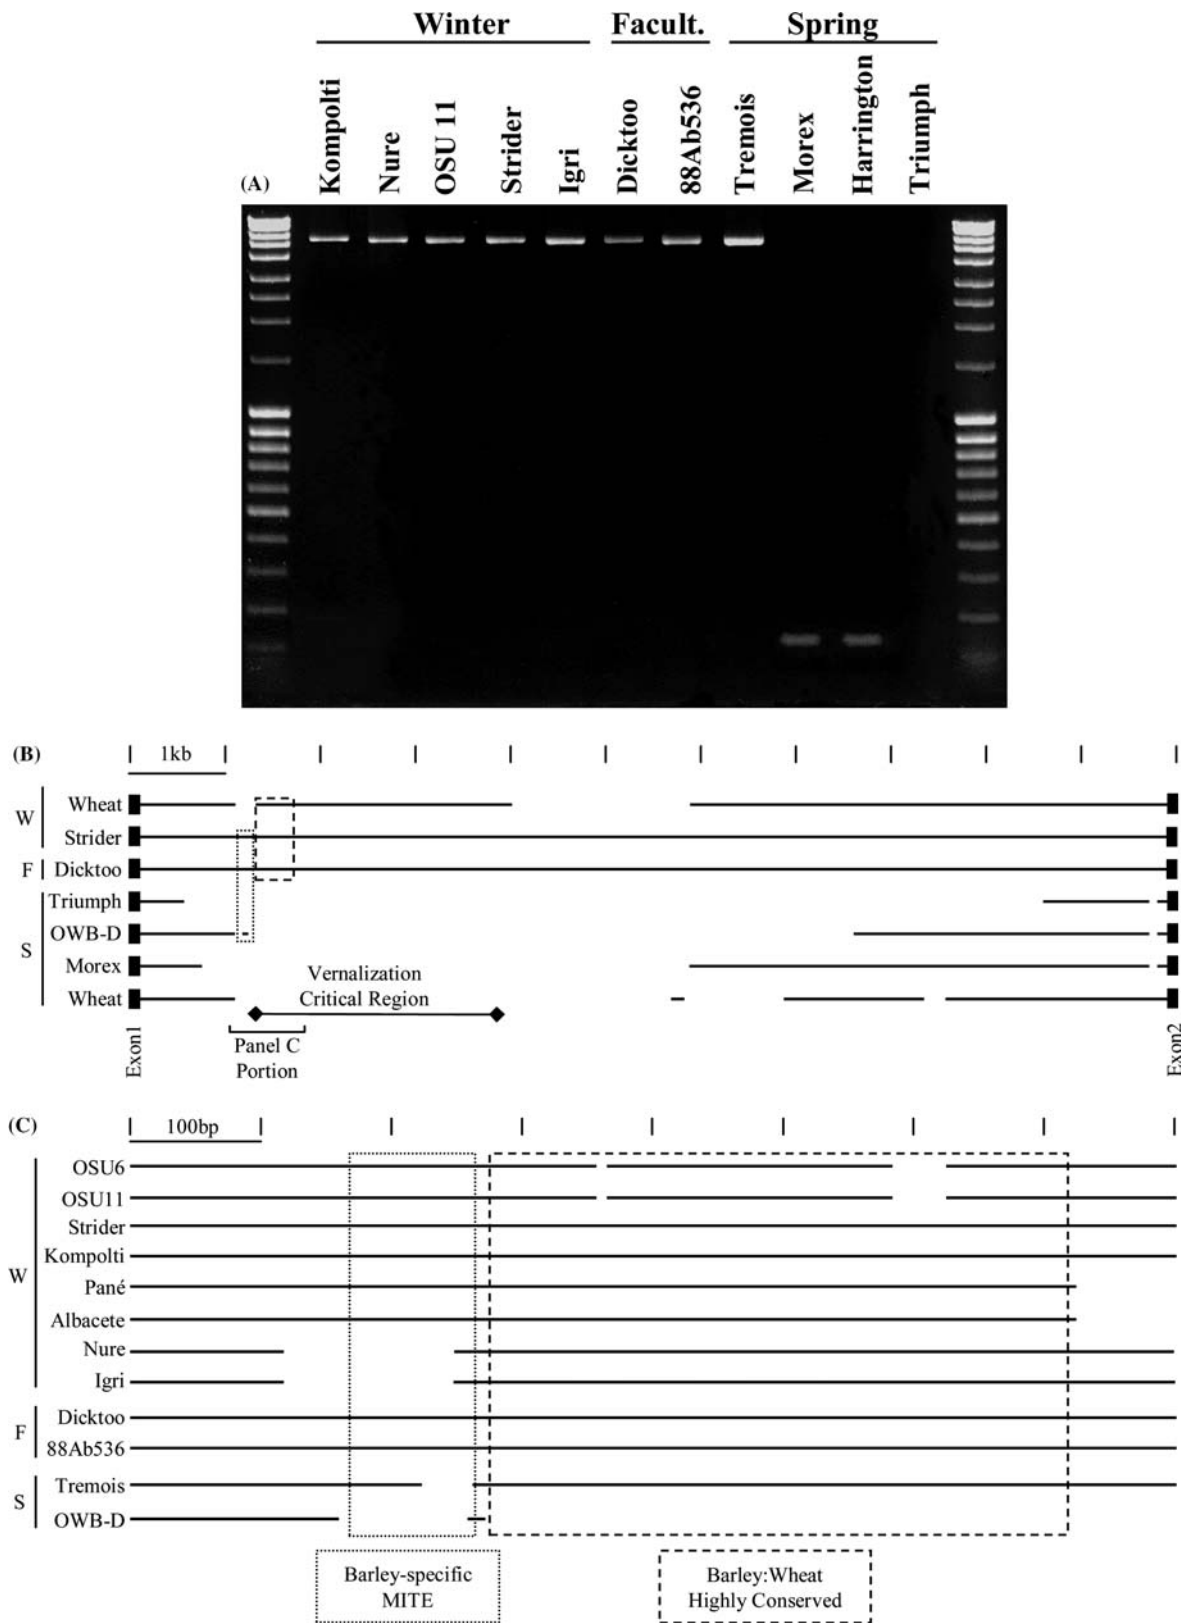 Winter Facult. Spring
Kompolti
Nure
OSU 11
Strider
Igri
Dicktoo
88Ab536
Tremois
Morex
Harrington
Triumph
(A)
(B)
1kb
W
Wheat
Strider
F
Dicktoo
S
Triumph
OWB-D
Morex
Wheat
Vernalization
Critical Region
Panel C
Portion
Exon1
Exon2
(C)
100bp
W
OSU6
OSU11
Strider
Kompolti
Pané
Albacete
Nure
Igri
F
Dicktoo
88Ab536
S
Tremois
OWB-D
Barley-specific
MITE
Barley:Wheat
Highly Conserved